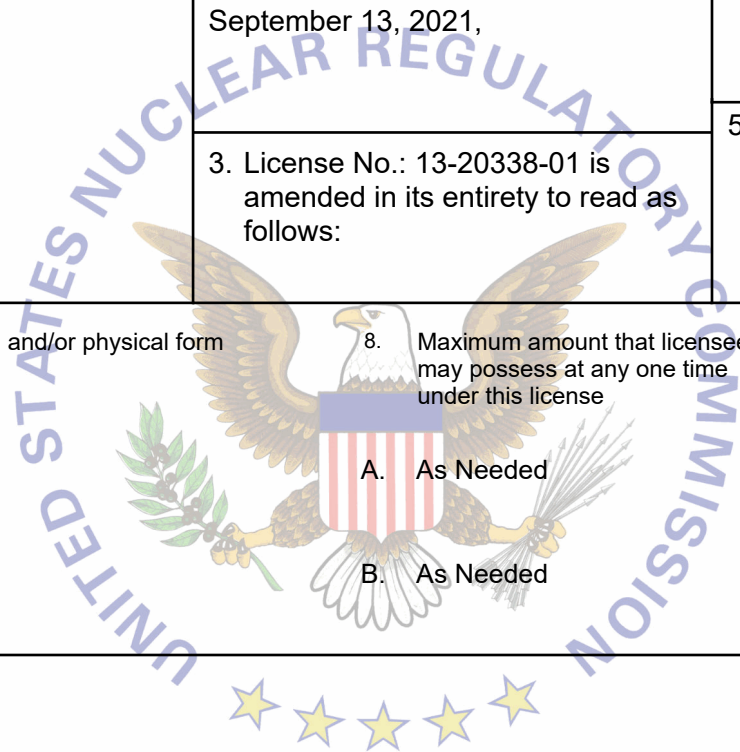 September 13, 2021,
5
3. License No.: 13-20338-01 is
amended in its entirety to read as
follows:
and/or physical form
8. Maximum amount that licensee
may possess at any one time
under this license
A. As Needed
B. As Needed
UNITED STATES NUCLEAR REGULATORY COMMISSION